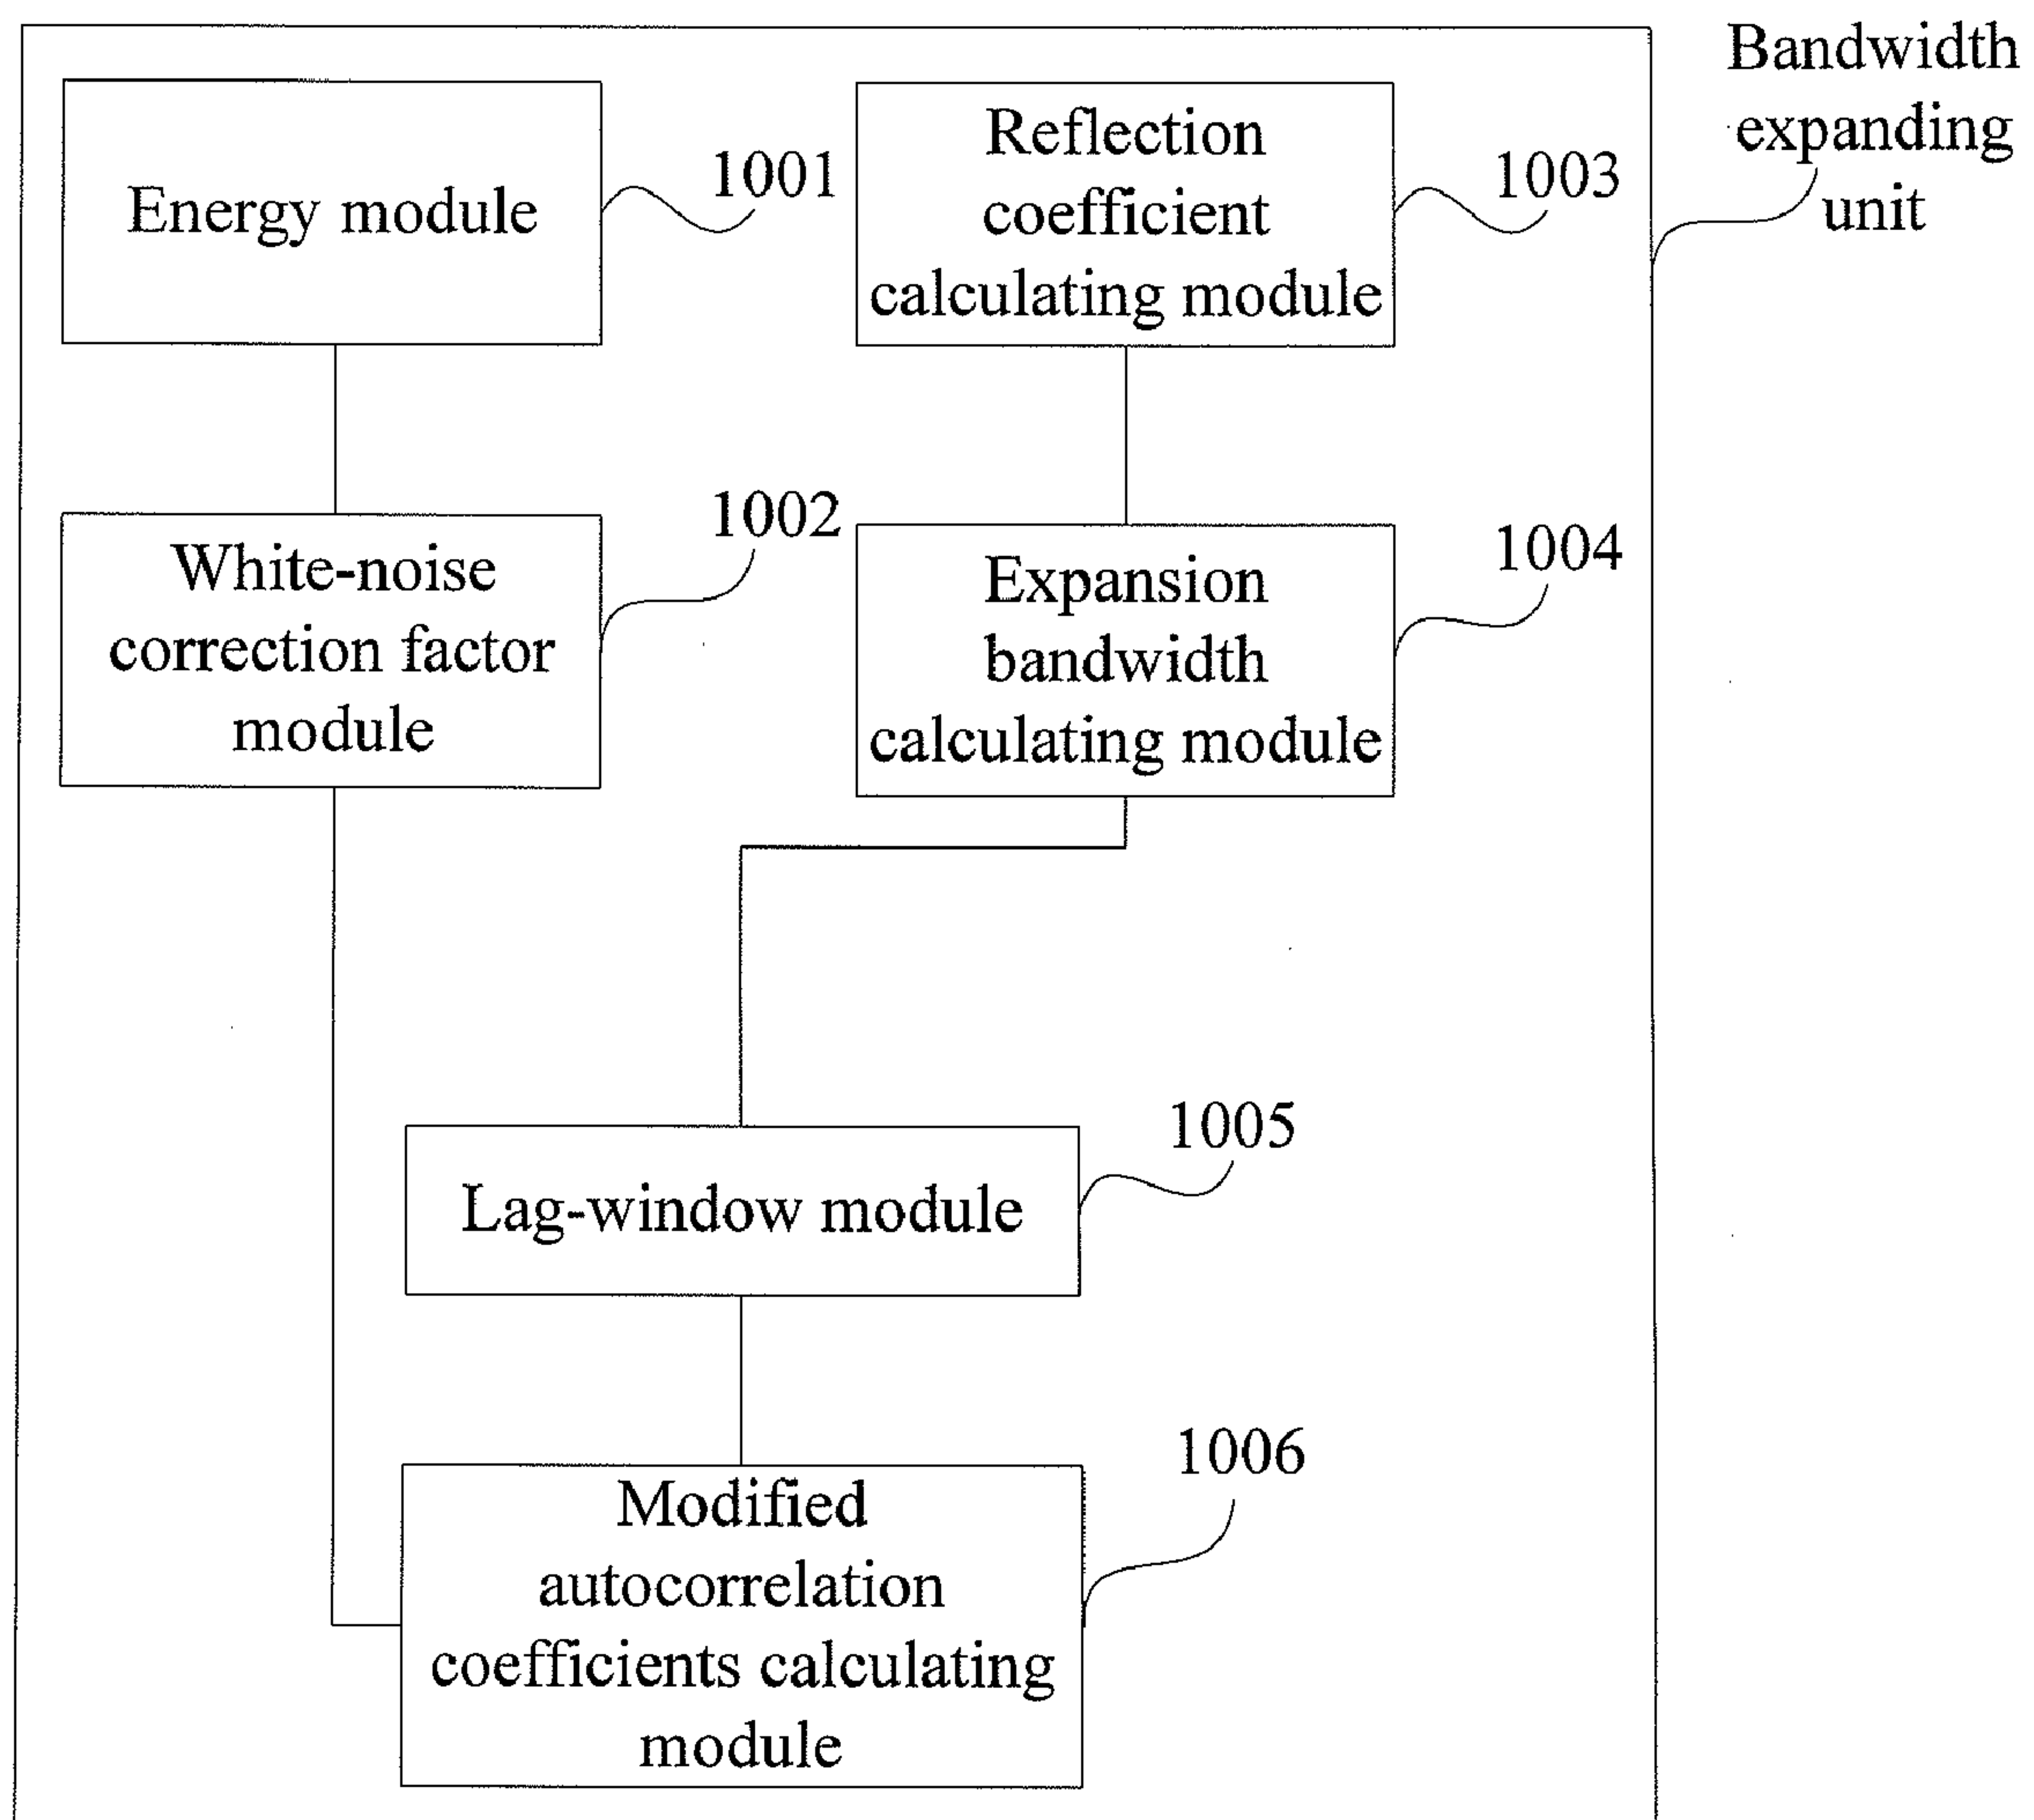 Bandwidth
expanding
unit
Energy module
1001
Reflection
coefficient
calculating module
1003
White-noise
correction factor
module
1002
Expansion
bandwidth
calculating module
1004
Lag-window module
1005
Modified
autocorrelation
coefficients calculating
module
1006